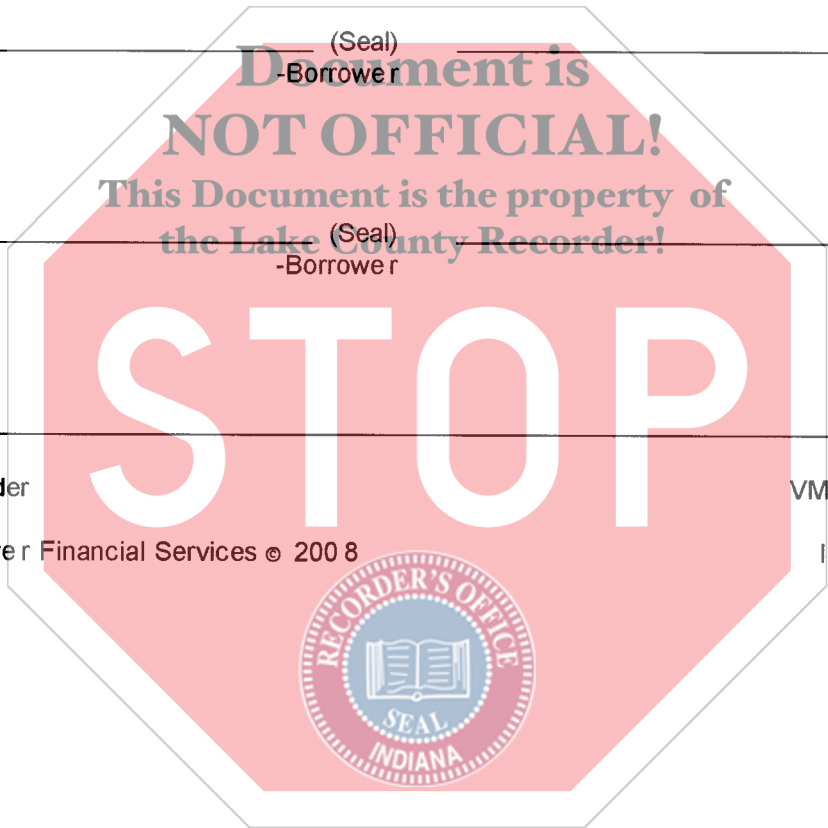 (Seal)
-Borrower
Document is
NOT OFFICIAL!
This Document is the property of
the Lake County Recorder!
(Seal)
-Borrower
STOP
der
VM
er Financial Services © 2008
RECORDER'S OFFICE
SEAL
INDIANA